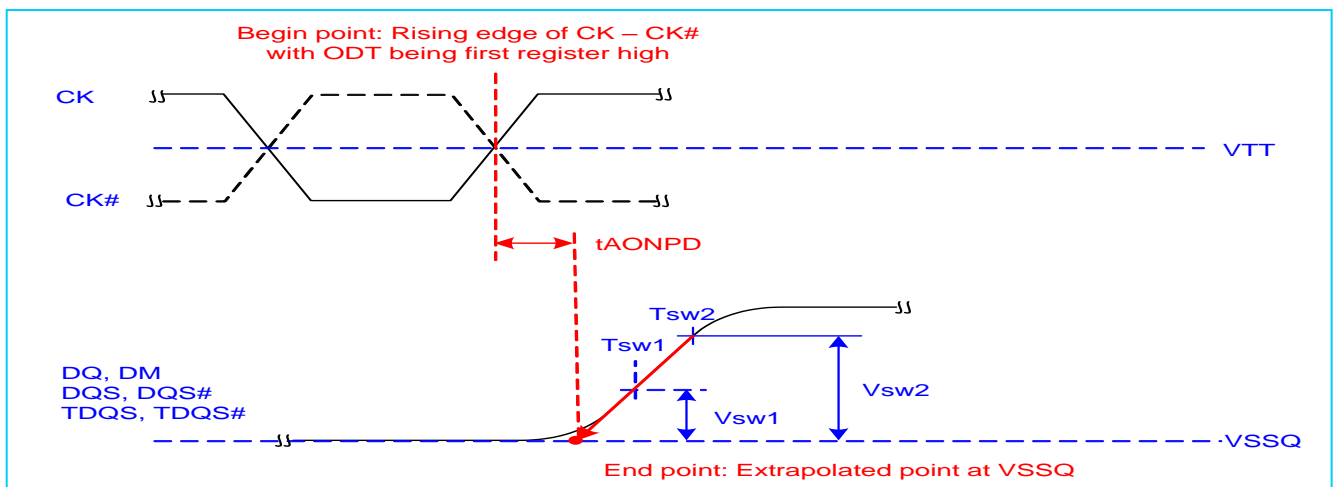 Begin point: Rising edge of CK – CK#
with ODT being first register high
CK
VTT
CK#
tAONPD
Tsw2
Tsw1
DQ, DM
DQS, DQS#
TDQS, TDQS#
Vsw2
Vsw1
VSSQ
End point: Extrapolated point at VSSQ